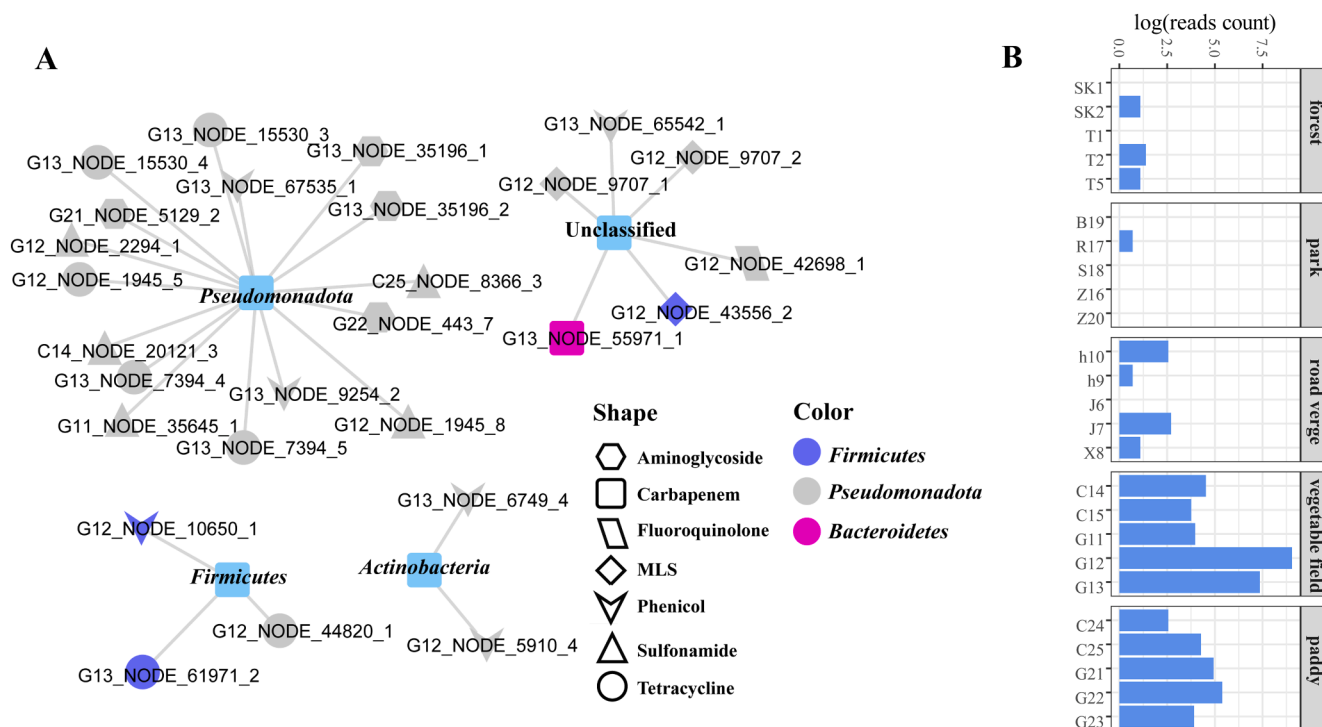 A
G13_NODE_15530_3
G13_NODE_15530_4
G13_NODE_35196_1
G13_NODE_67535_1
G21_NODE_5129_2
G13_NODE_35196_2
G12_NODE_2294_1
G12_NODE_1945_5
C25_NODE_8366_3
Pseudomonadota
G22_NODE_443_7
C14_NODE_20121_3
G13_NODE_7394_4
G13_NODE_9254_2
G11_NODE_35645_1
G12_NODE_1945_8
G13_NODE_7394_5
G13_NODE_65542_1
G12_NODE_9707_2
G12_NODE_9707_1
Unclassified
G12_NODE_42698_1
G12_NODE_43556_2
G13_NODE_55971_1
G12_NODE_10650_1
Firmicutes
G12_NODE_44820_1
G13_NODE_61971_2
G13_NODE_6749_4
Actinobacteria
G12_NODE_5910_4
Shape
Aminoglycoside
Carbapenem
Fluoroquinolone
MLS
Phenicol
Sulfonamide
Tetracycline
Color
Firmicutes
Pseudomonadota
Bacteroidetes
B
log(reads count)
0.0
2.5
5.0
7.5
SK1
SK2
T1
T2
T5
forest
B19
R17
S18
Z16
Z20
park
h10
h9
J6
J7
X8
road verge
C14
C15
G11
G12
G13
vegetable field
C24
C25
G21
G22
G23
paddy